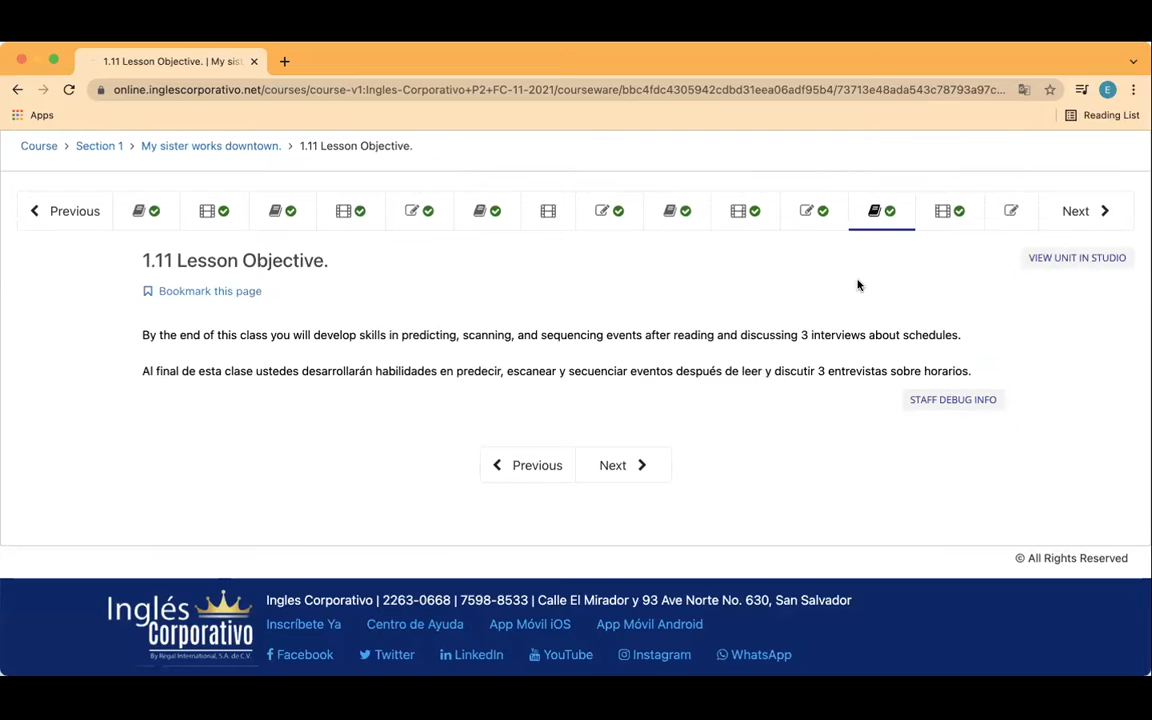 1.11 Lesson Objective. | My sist
online.inglescorporativo.net/courses/course-v1:Ingles-Corporativo+P2+FC-11-2021/courseware/bbc4fdc4305942cdbd31eea06adf95b4/73713e48ada543c78793a97c...
E
Apps
Reading List
Course > Section 1 > My sister works downtown. > 1.11 Lesson Objective.
Previous
Next
1.11 Lesson Objective.
VIEW UNIT IN STUDIO
Bookmark this page
By the end of this class you will develop skills in predicting, scanning, and sequencing events after reading and discussing 3 interviews about schedules.
Al final de esta clase ustedes desarrollarán habilidades en predecir, escanear y secuenciar eventos después de leer y discutir 3 entrevistas sobre horarios.
STAFF DEBUG INFO
Previous
Next
© All Rights Reserved
Inglés Corporativo
By Regal International, S.A. de C.V.
Ingles Corporativo | 2263-0668 | 7598-8533 | Calle El Mirador y 93 Ave Norte No. 630, San Salvador
Inscríbete Ya Centro de Ayuda App Móvil iOS App Móvil Android
Facebook Twitter LinkedIn YouTube Instagram WhatsApp